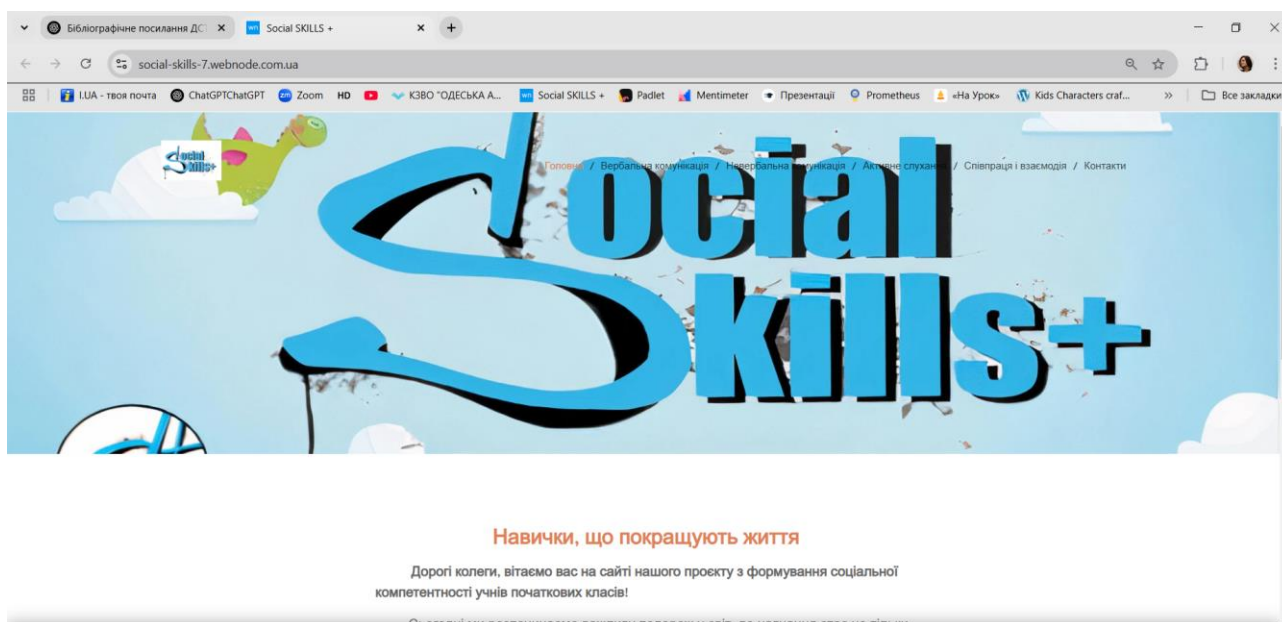 Бібліографічне посилання ДС
Social SKILLS +
social-skills-7.webnode.com.ua
I.UA - твоя почта
ChatGPTChatGPT
zm Zoom
HD
КЗВО "ОДЕСЬКА А...
wn Social SKILLS +
Padlet
Mentimeter
Презентації
Prometheus
«На Урок»
Kids Characters craf...
»
Все закладки
Social Skills+
Головна / Вербальна комунікація / Невербальна комунікація / Активне слухання / Співпраця і взаємодія / Контакти
Social
Skills+
Навички, що покращують життя
Дорогі колеги, вітаємо вас на сайті нашого проєкту з формування соціальної
компетентності учнів початкових класів!